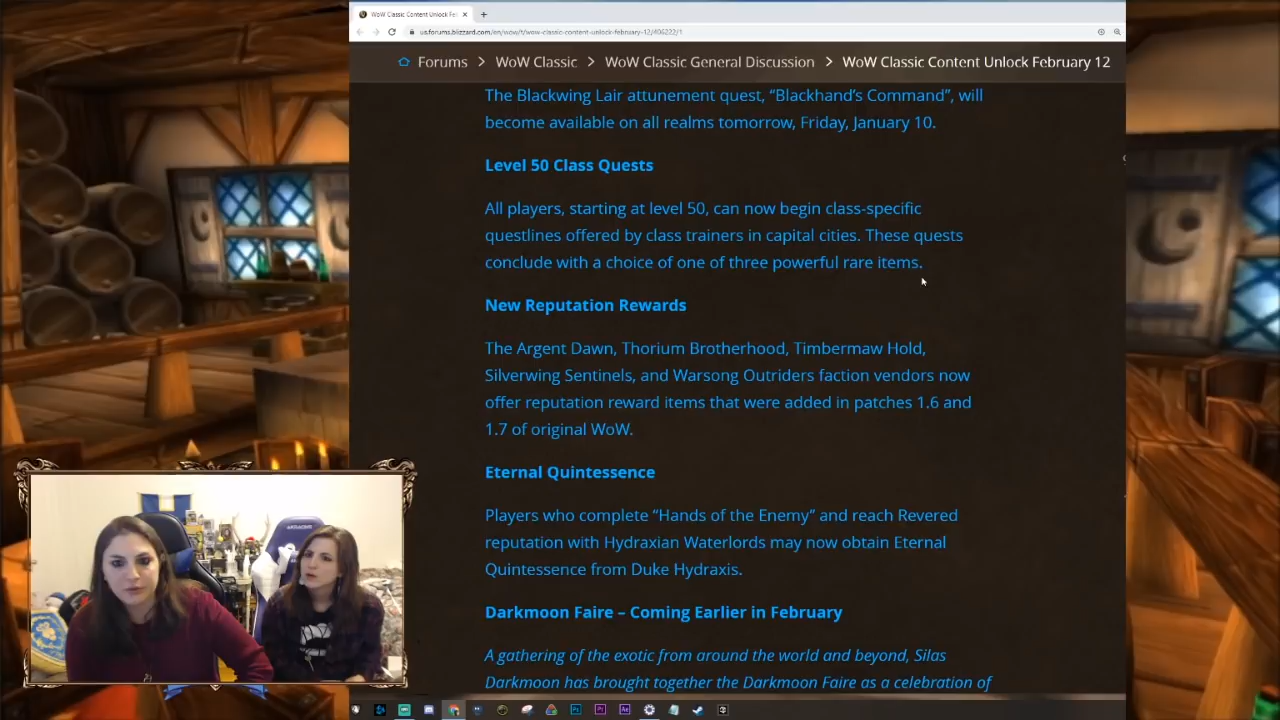 WoW Classic Content Unlock Fe
us.forums.blizzard.com/en/wow/t/wow-classic-content-unlock-february-12/406222/1
Forums > WoW Classic > WoW Classic General Discussion > WoW Classic Content Unlock February 12
The Blackwing Lair attunement quest, “Blackhand’s Command”, will
become available on all realms tomorrow, Friday, January 10.
Level 50 Class Quests
All players, starting at level 50, can now begin class-specific
questlines offered by class trainers in capital cities. These quests
conclude with a choice of one of three powerful rare items.
New Reputation Rewards
The Argent Dawn, Thorium Brotherhood, Timbermaw Hold,
Silverwing Sentinels, and Warsong Outriders faction vendors now
offer reputation reward items that were added in patches 1.6 and
1.7 of original WoW.
Eternal Quintessence
Players who complete “Hands of the Enemy” and reach Revered
reputation with Hydraxian Waterlords may now obtain Eternal
Quintessence from Duke Hydraxis.
Darkmoon Faire – Coming Earlier in February
A gathering of the exotic from around the world and beyond, Silas
Darkmoon has brought together the Darkmoon Faire as a celebration of